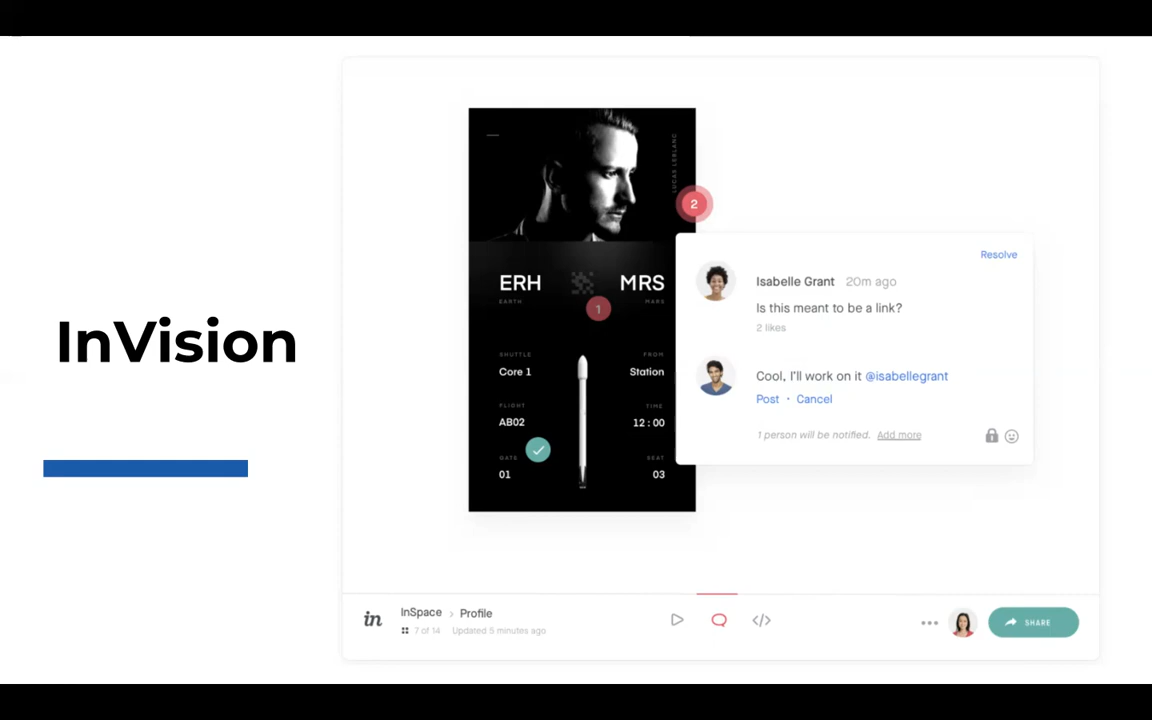 InVision
LUCAS LEBLANC
2
ERH
MRS
EARTH
MARS
1
SHUTTLE
FROM
Core 1
Station
FLIGHT
TIME
AB02
12 : 00
GATE
SEAT
01
03
Resolve
Isabelle Grant 20m ago
Is this meant to be a link?
2 likes
Cool, I'll work on it @isabellegrant
Post · Cancel
1 person will be notified. Add more
in
InSpace › Profile
7 of 14 Updated 5 minutes ago
</>
SHARE